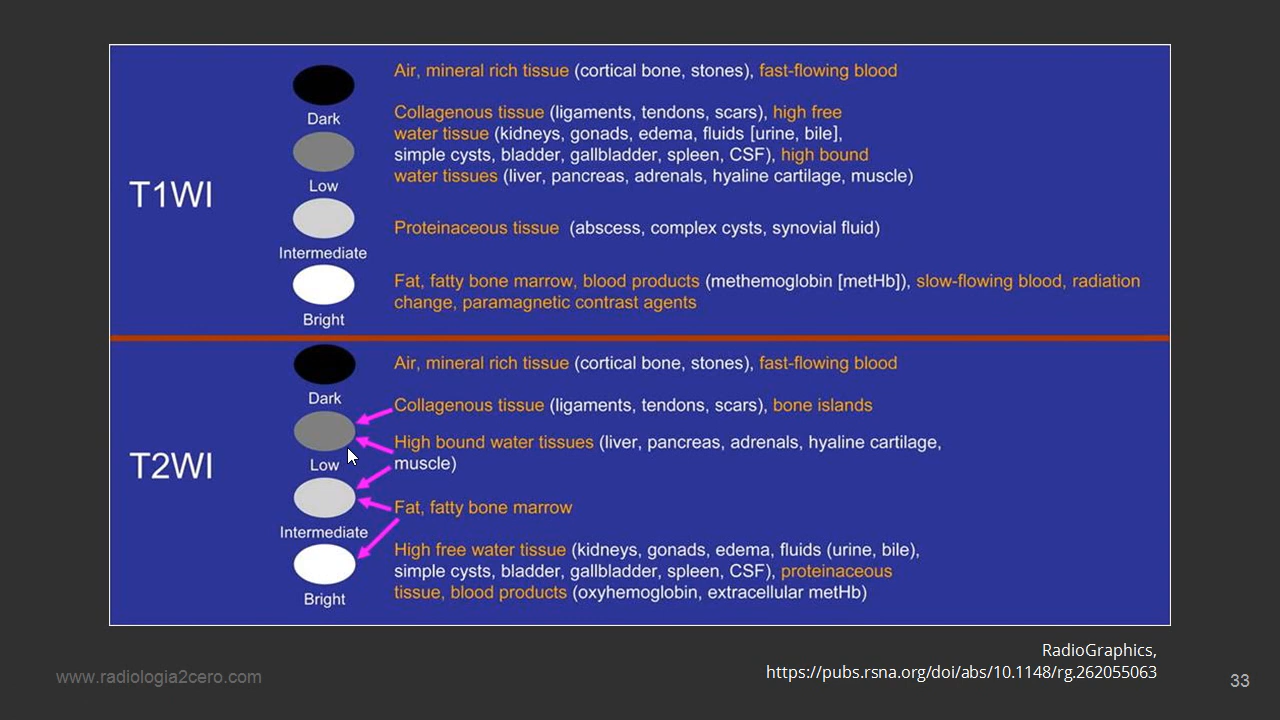 Air, mineral rich tissue (cortical bone, stones), fast-flowing blood
Dark
Collagenous tissue (ligaments, tendons, scars), high free
water tissue (kidneys, gonads, edema, fluids [urine, bile],
simple cysts, bladder, gallbladder, spleen, CSF), high bound
water tissues (liver, pancreas, adrenals, hyaline cartilage, muscle)
Low
T1WI
Proteinaceous tissue (abscess, complex cysts, synovial fluid)
Intermediate
Fat, fatty bone marrow, blood products (methemoglobin [metHb]), slow-flowing blood, radiation
change, paramagnetic contrast agents
Bright
Air, mineral rich tissue (cortical bone, stones), fast-flowing blood
Dark
Collagenous tissue (ligaments, tendons, scars), bone islands
High bound water tissues (liver, pancreas, adrenals, hyaline cartilage,
muscle)
Low
T2WI
Fat, fatty bone marrow
Intermediate
High free water tissue (kidneys, gonads, edema, fluids (urine, bile),
simple cysts, bladder, gallbladder, spleen, CSF), proteinaceous
tissue, blood products (oxyhemoglobin, extracellular metHb)
Bright
RadioGraphics,
https://pubs.rsna.org/doi/abs/10.1148/rg.262055063
www.radiologia2cero.com
33